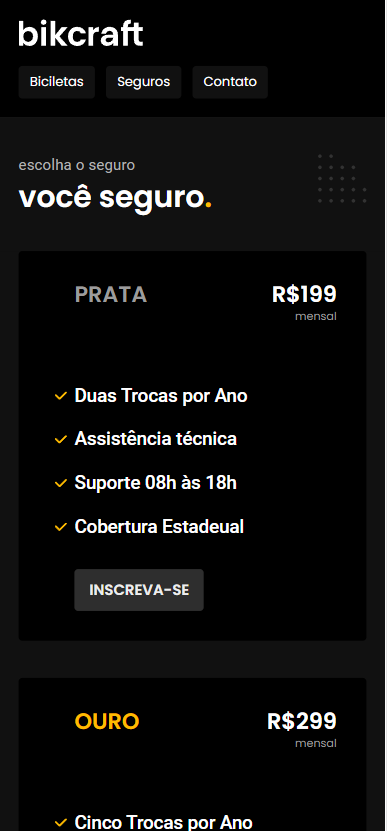 bikcraft
Biciletas Seguros Contato
escolha o seguro
você seguro.
PRATA R$199
mensal
Duas Trocas por Ano
Assistência técnica
Suporte 08h às 18h
Cobertura Estadeual
INSCREVA-SE
OURO R$299
mensal
Cinco Trocas por Ano